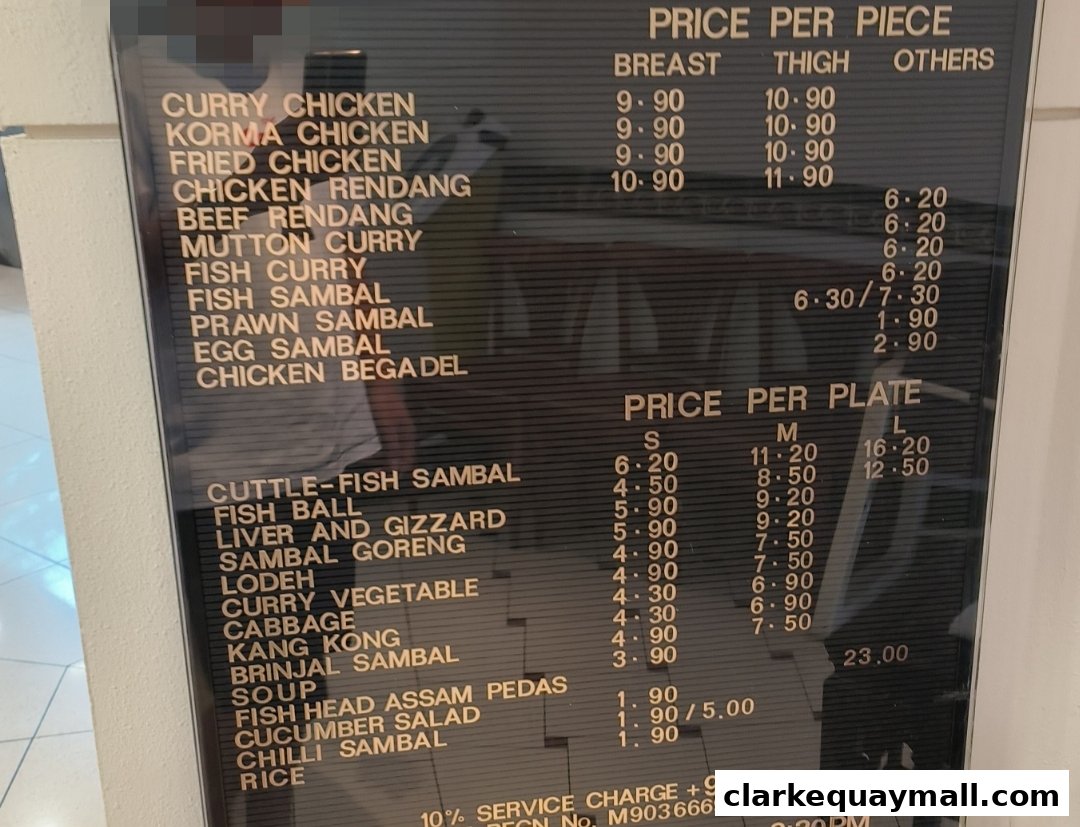 PRICE PER PIECE
BREAST THIGH OTHERS
CURRY CHICKEN 9·90 10·90
KORMA CHICKEN 9·90 10·90
FRIED CHICKEN 9·90 10·90
CHICKEN RENDANG 10·90 11·90
BEEF RENDANG 6·20
MUTTON CURRY 6·20
FISH CURRY 6·20
FISH SAMBAL 6·20
PRAWN SAMBAL 6·30/7·30
EGG SAMBAL 1·90
CHICKEN BEGADEL 2·90
PRICE PER PLATE
S M L
CUTTLE-FISH SAMBAL 6·20 11·20 16·20
FISH BALL 4·50 8·50 12·50
LIVER AND GIZZARD 5·90 9·20
SAMBAL GORENG 5·90 9·20
LODEH 4·90 7·50
CURRY VEGETABLE 4·90 7·50
CABBAGE 4·30 6·90
KANG KONG 4·30 6·90
BRINJAL SAMBAL 4·90 7·50
SOUP 3·90
FISH HEAD ASSAM PEDAS 23.00
CUCUMBER SALAD 1.90
CHILLI SAMBAL 1.90/5.00
RICE 1.90
10% SERVICE CHARGE +
REGN No. M903666
clarkequaymall.com